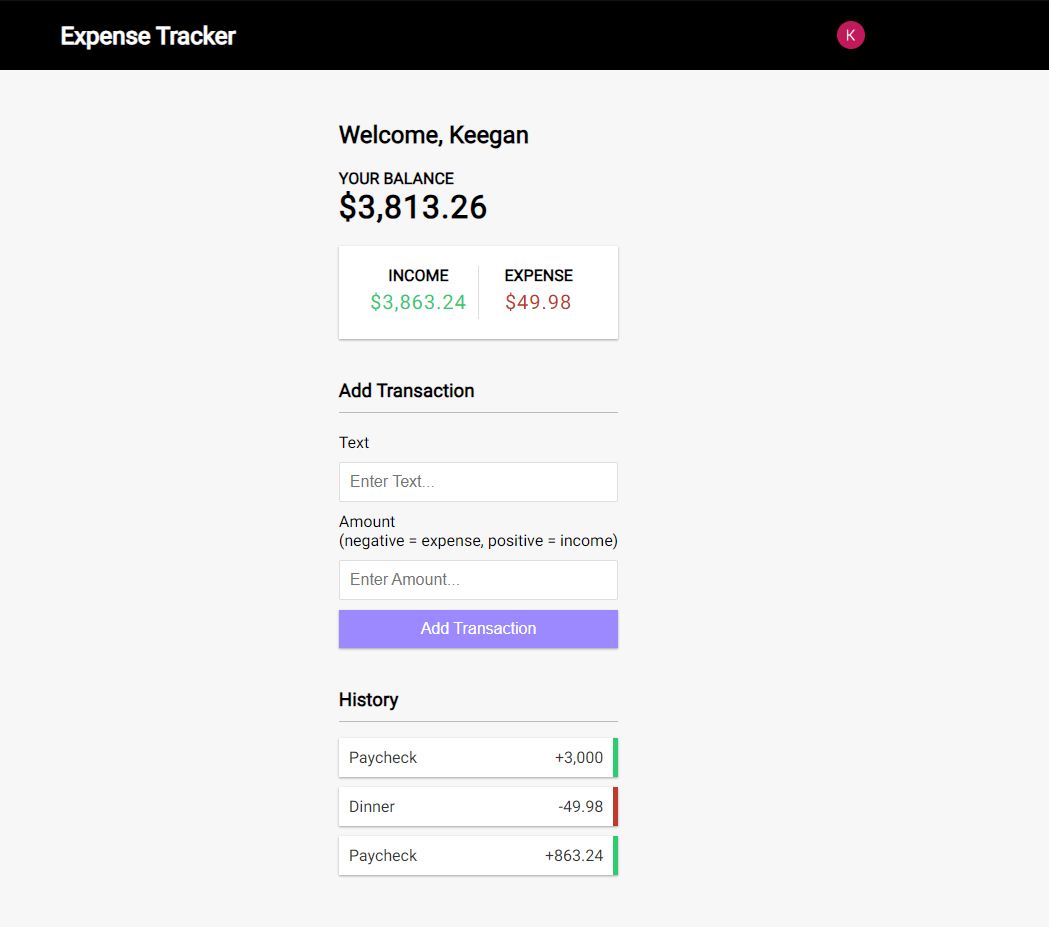 Expense Tracker
K
Welcome, Keegan
YOUR BALANCE
$3,813.26
INCOME EXPENSE
$3,863.24 $49.98
Add Transaction
Text
Enter Text...
Amount
(negative = expense, positive = income)
Enter Amount...
Add Transaction
History
Paycheck +3,000
Dinner -49.98
Paycheck +863.24